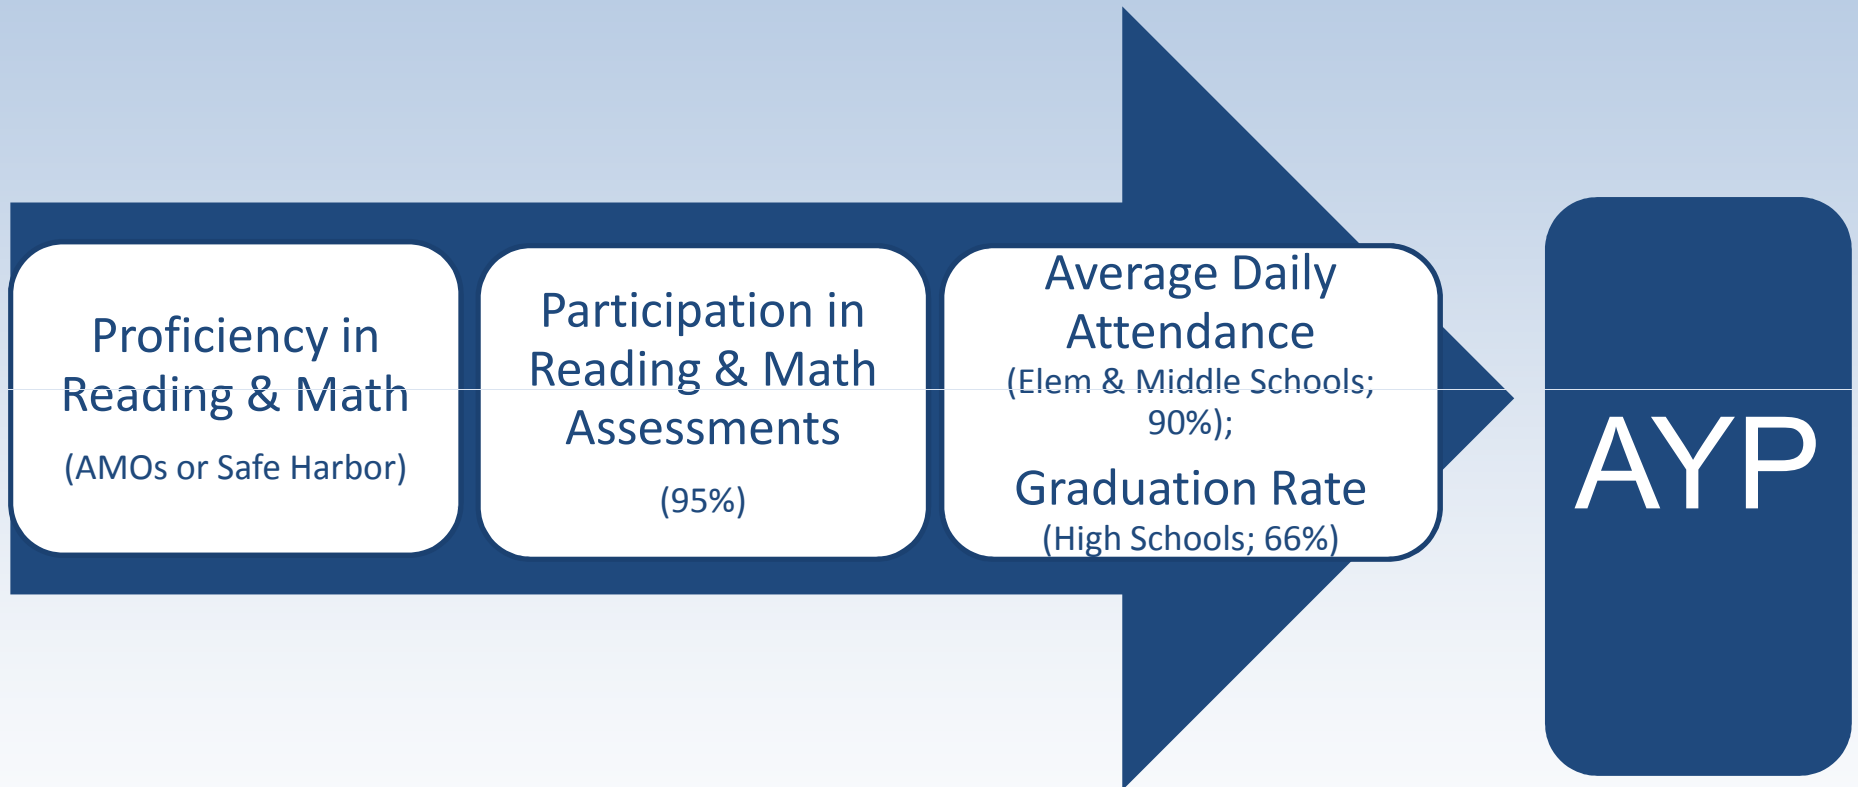 Proficiency in
Reading & Math
(AMOs or Safe Harbor)
Participation in
Reading & Math
Assessments
(95%)
Average Daily
Attendance
(Elem & Middle Schools;
90%);
Graduation Rate
(High Schools; 66%)
AYP